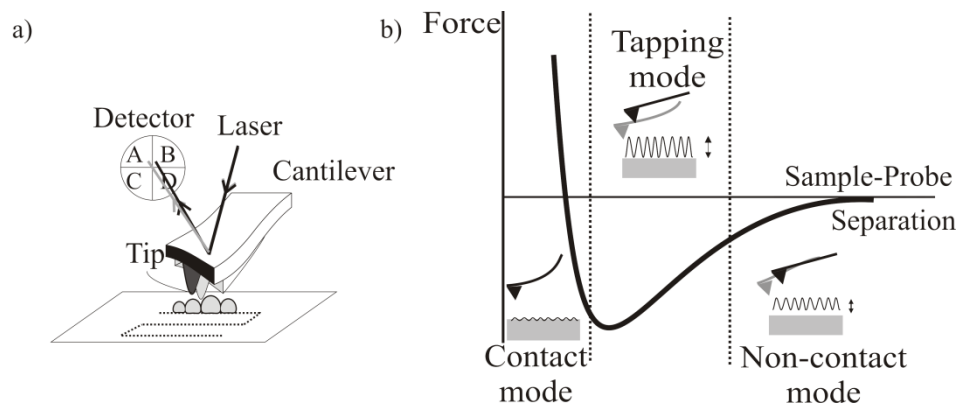 a)
Detector
A B
C D
Laser
Cantilever
Tip
b)
Force
Tapping
mode
Sample-Probe
Separation
Contact
mode
Non-contact
mode